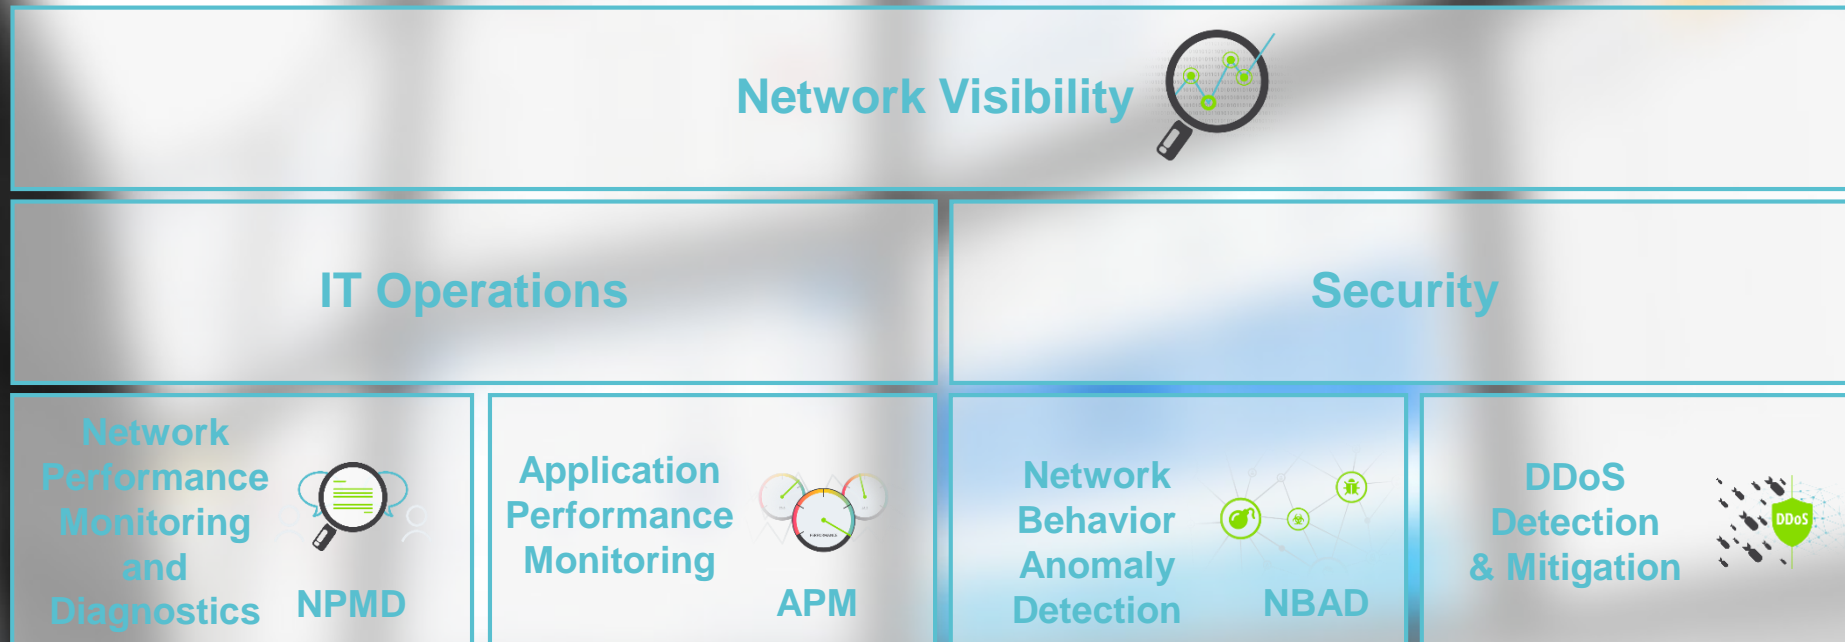 Network Visibility
IT Operations
Security
Network
Performance
Monitoring
and
Diagnostics
NPMD
Application
Performance
Monitoring
APM
Network
Behavior
Anomaly
Detection
NBAD
DDoS
Detection
& Mitigation
DDoS